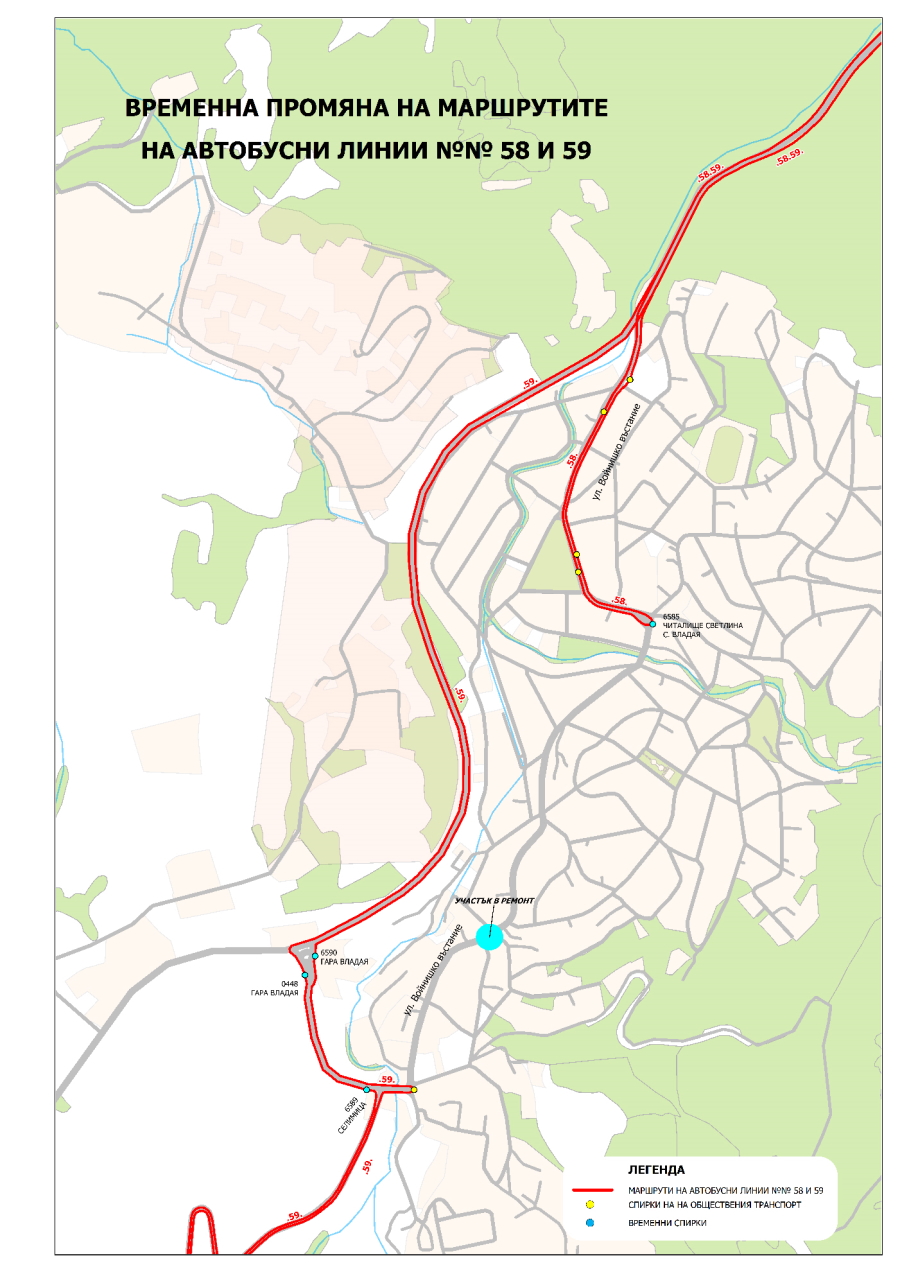 ВРЕМЕННА ПРОМЯНА НА МАРШРУТИТЕ
НА АВТОБУСНИ ЛИНИИ №№ 58 И 59
.58.59.
.58.59.
.59.
ул. Войнишко въстание
.58.
.58.
6585
ЧИТАЛИЩЕ СВЕТЛИНА
С. ВЛАДАЯ
.59.
УЧАСТЪК В РЕМОНТ
ул. Войнишко въстание
6590
ГАРА ВЛАДАЯ
0448
ГАРА ВЛАДАЯ
.59.
6589
СЕЛИМИЦА
.59.
.59.
ЛЕГЕНДА
МАРШРУТИ НА АВТОБУСНИ ЛИНИИ №№ 58 И 59
СПИРКИ НА НА ОБЩЕСТВЕНИЯ ТРАНСПОРТ
ВРЕМЕННИ СПИРКИ